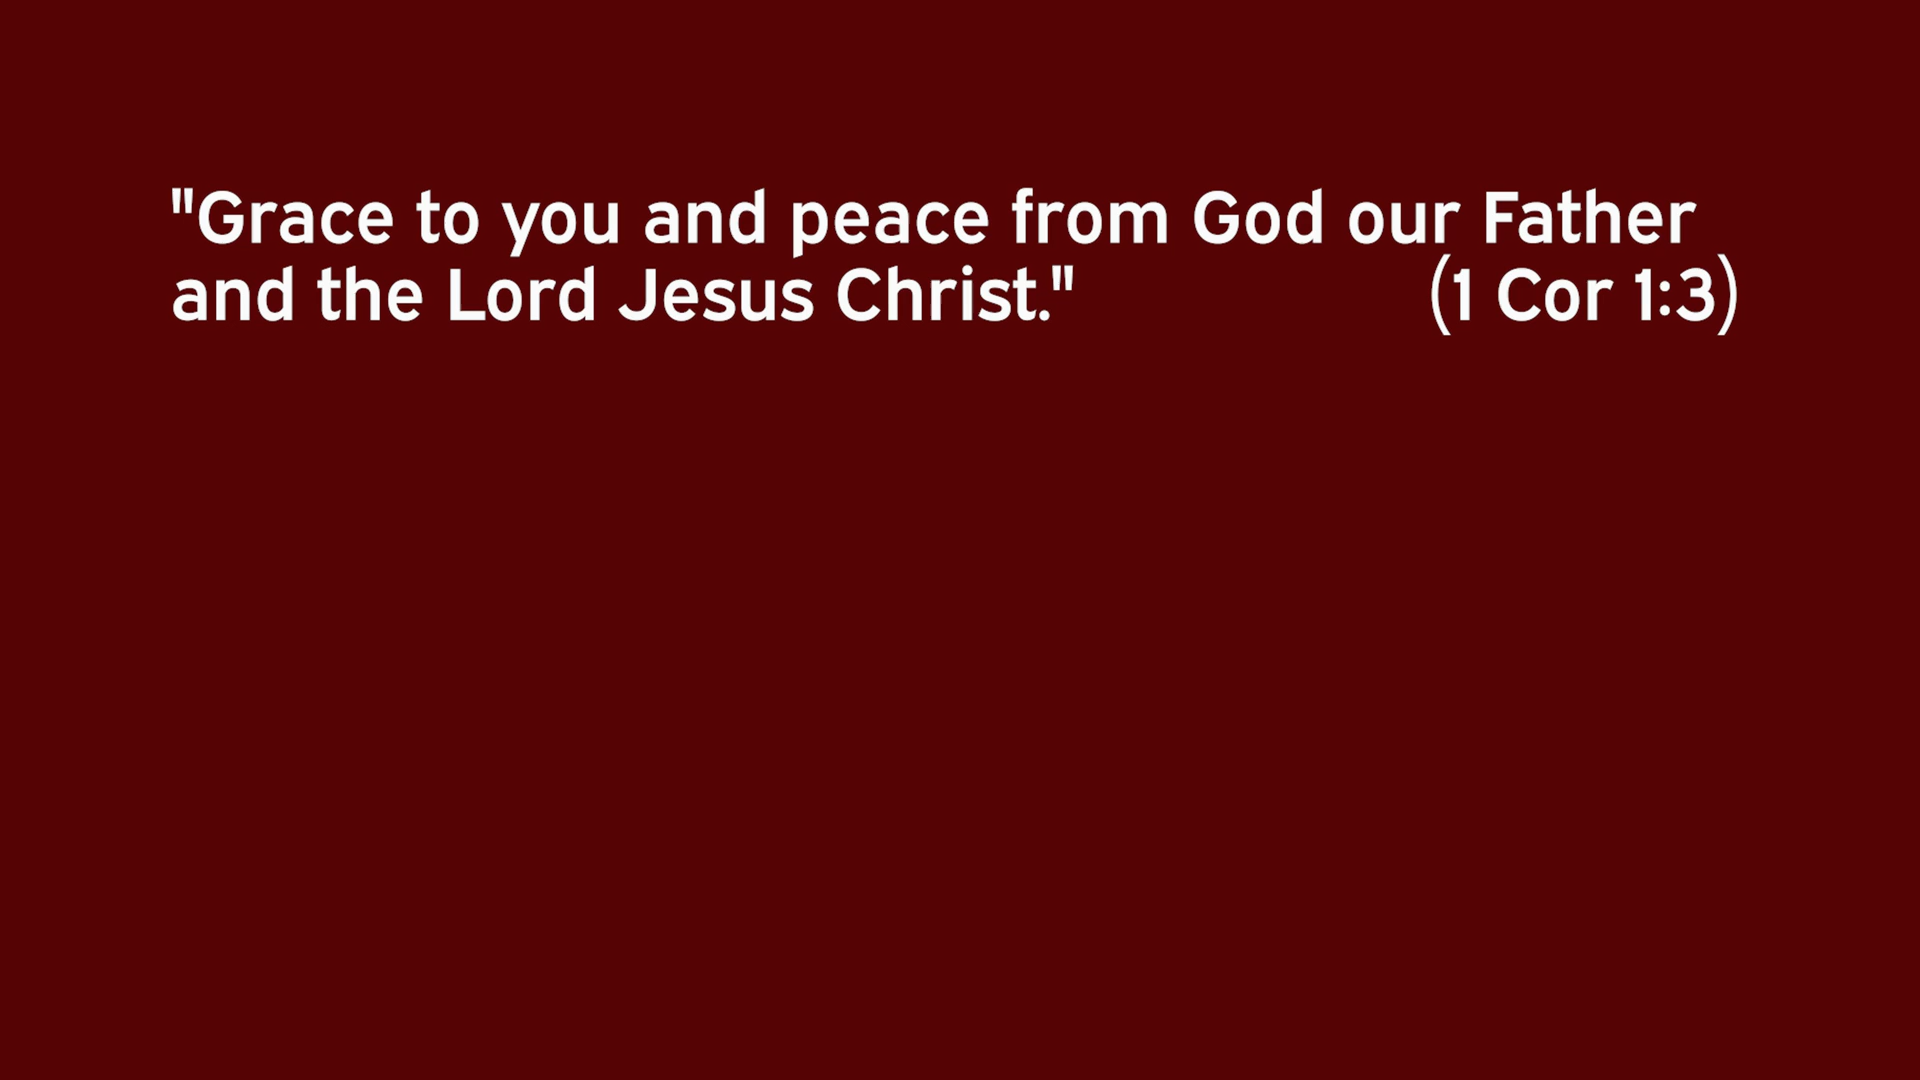 "Grace to you and peace from God our Father
and the Lord Jesus Christ." (1 Cor 1:3)